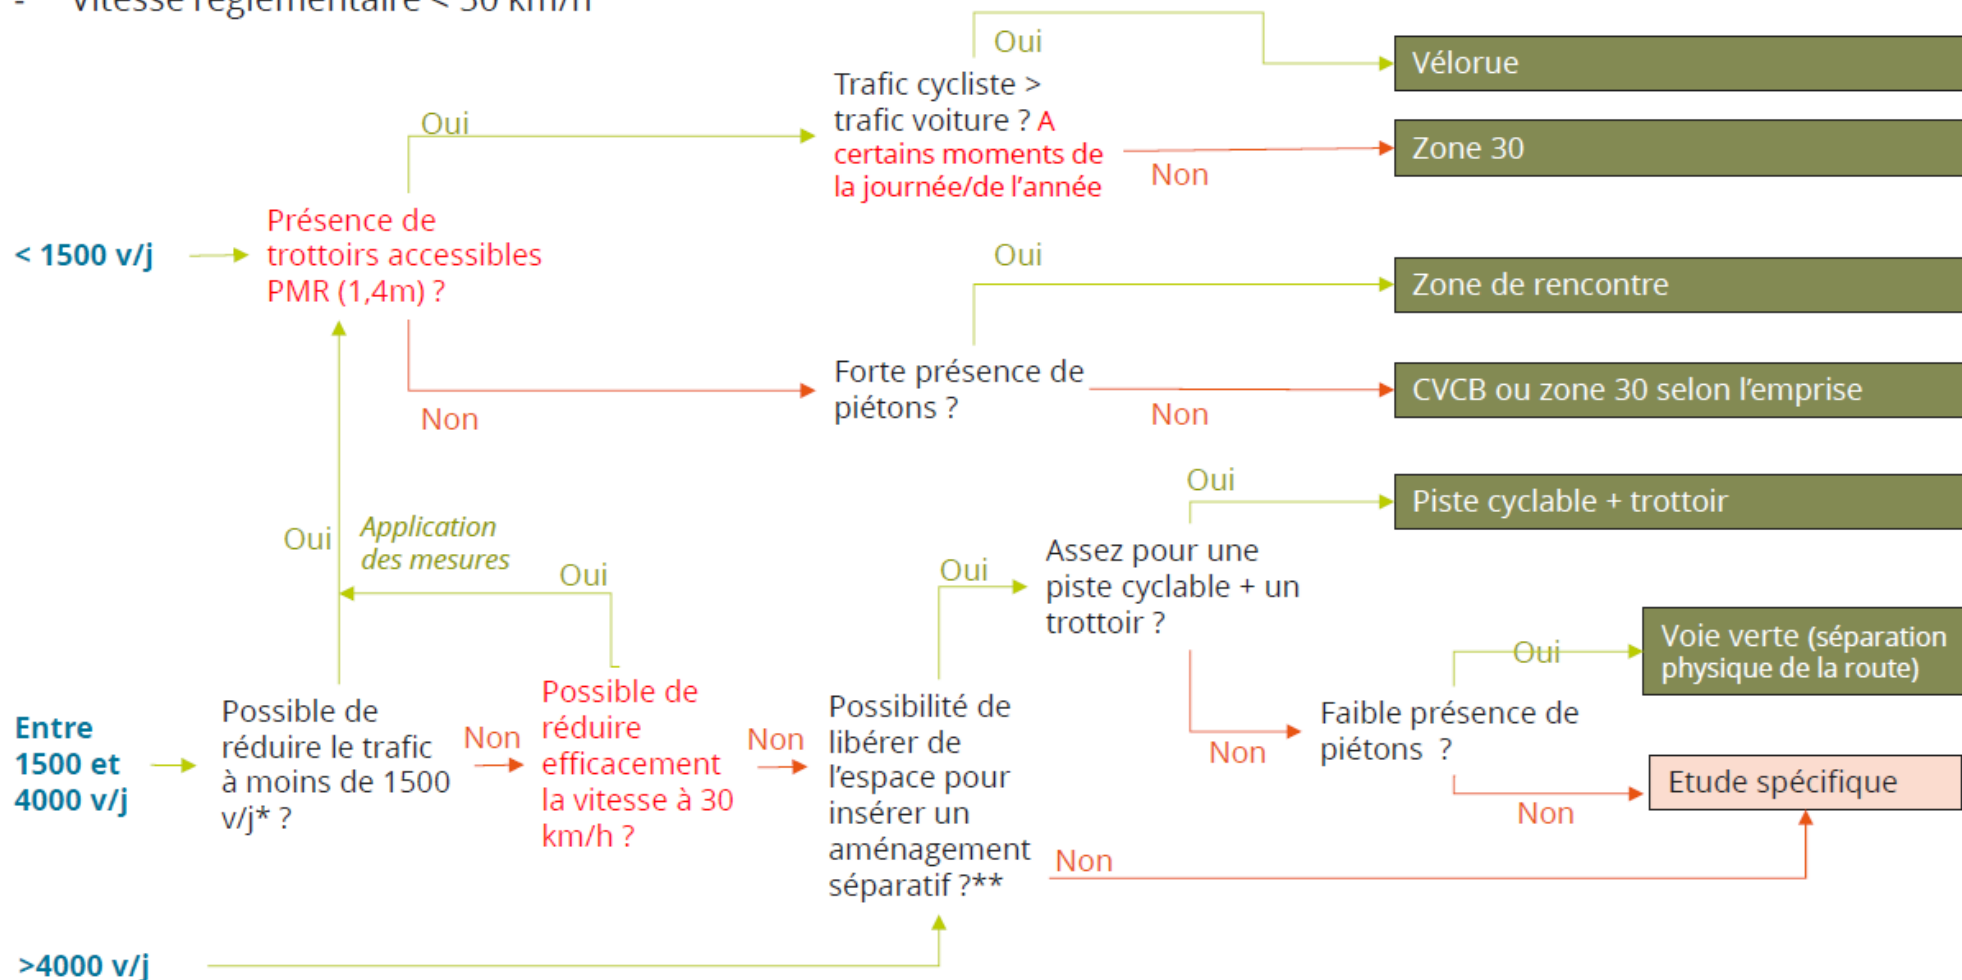 - Vitesse réglementaire < 50 km/h
Oui
Vélorue
Trafic cycliste >
trafic voiture ? A
certains moments de
la journée/de l'année
Oui
Zone 30
Non
Présence de
trottoirs accessibles
PMR (1,4m) ?
< 1500 v/j
Oui
Zone de rencontre
Forte présence de
piétons ?
CVCB ou zone 30 selon l'emprise
Non
Non
Oui
Piste cyclable + trottoir
Oui
Application
des mesures
Oui
Oui
Assez pour une
piste cyclable + un
trottoir ?
Voie verte (séparation
physique de la route)
Oui
Entre
1500 et
4000 v/j
Possible de
réduire le trafic
à moins de 1500
v/j* ?
Non
Possible de
réduire
efficacement
la vitesse à 30
km/h ?
Non
Possibilité de
libérer de
l'espace pour
insérer un
aménagement
séparatif ?**
Non
Faible présence de
piétons ?
Etude spécifique
Non
Non
>4000 v/j